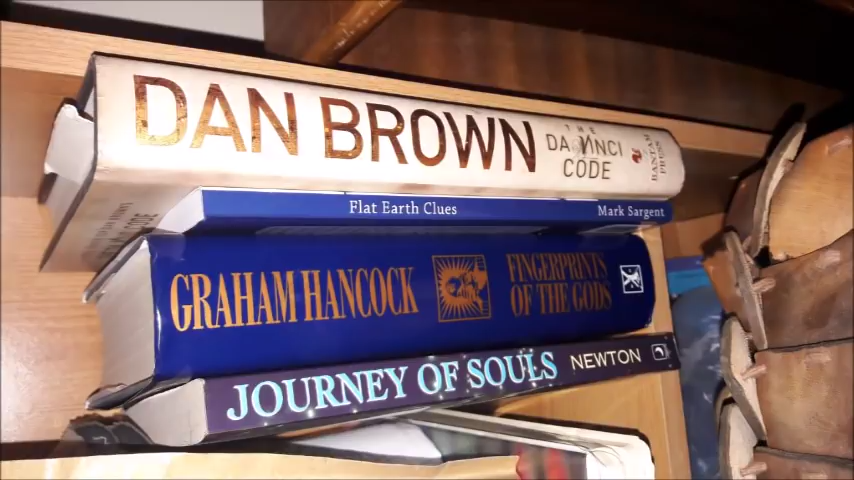 DAN BROWN
THE
DA VINCI
CODE
BANTAM
PRESS
Flat Earth Clues Mark Sargent
GRAHAM HANCOCK
FINGERPRINTS
OF THE GODS
JOURNEY OF SOULS NEWTON